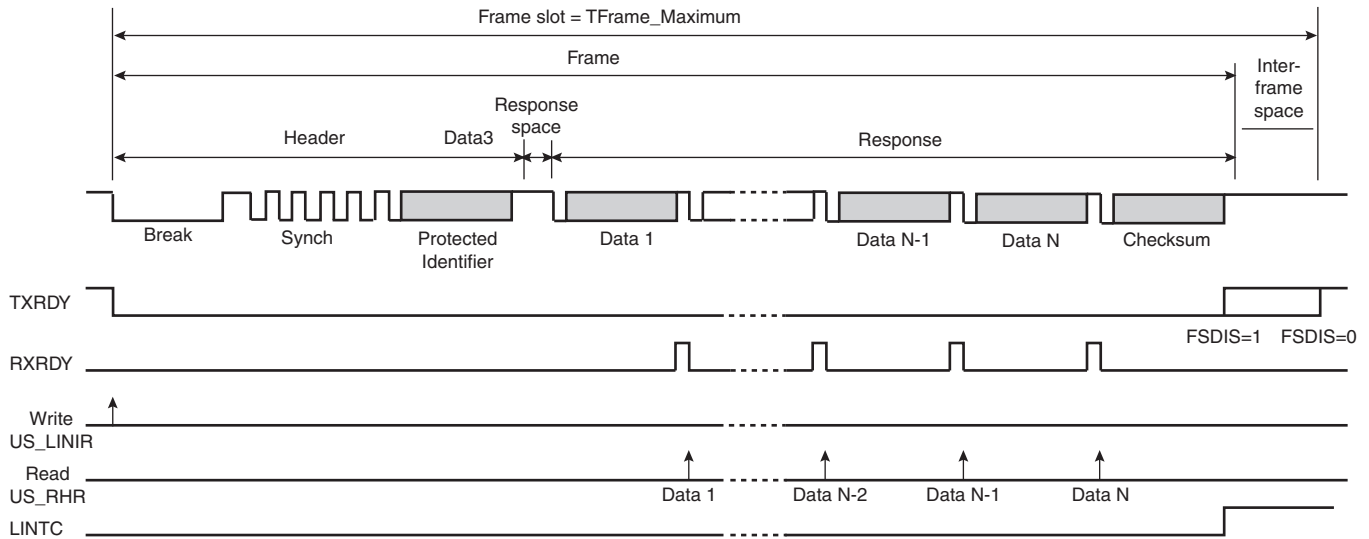 Frame slot = TFrame_Maximum
Frame
Inter-
frame
space
Response
space
Header
Data3
Response
Break
Synch
Protected
Identifier
Data 1
Data N-1
Data N
Checksum
TXRDY
FSDIS=1
FSDIS=0
RXRDY
Write
US_LINIR
Read
US_RHR
Data 1
Data N-2
Data N-1
Data N
LINTC